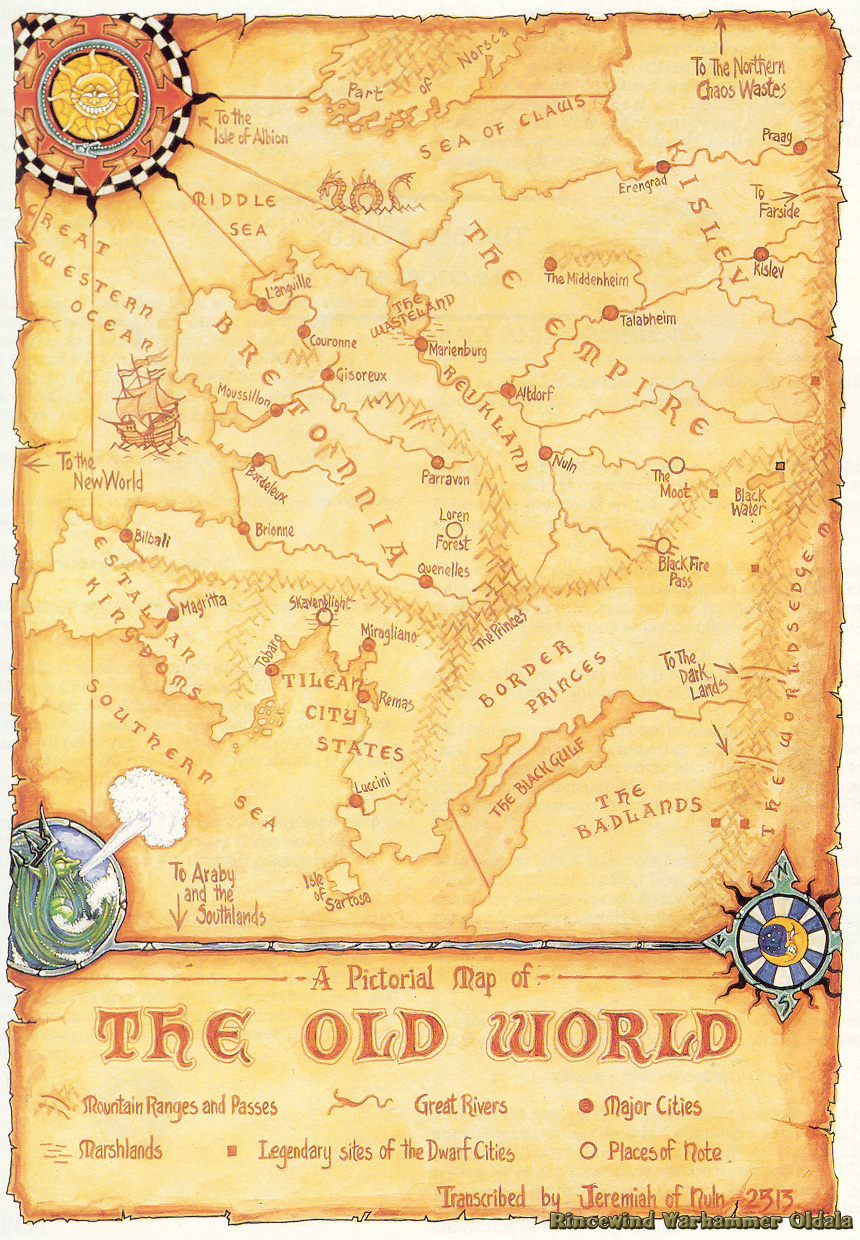 Part of Norsca
To The Northern
Chaos Wastes
To the
Isle of Albion
SEA OF CLAWS
Praag
Erengrad
KISLEV
To
Farside
MIDDLE
SEA
GREAT
WESTERN
OCEAN
THE
EMPIRE
Kislev
The Middenheim
L'anguille
THE
WASTELAND
Talabheim
Couronne
Marienburg
BRETONNIA
Gisoreux
REIKLAND
Altdorf
Moussillon
To the
New World
Bordeleux
Parravon
Nuln
The
Moot
Black
Water
Loren
Forest
Bilbali
Brionne
Black Fire
Pass
Quenelles
ESTALIAN
KINGDOMS
Magritta
Skavenblight
Miragliano
The Princes
Tobaro
TILEAN
CITY
STATES
Remas
BORDER
PRINCES
To The
Dark
Lands
THE WORLDSEDGE
SOUTHERN SEA
Luccini
THE BLACK GULF
THE
BADLANDS
To Araby
and the
Southlands
Isle
of
Sartosa
N
S
A Pictorial Map of
THE OLD WORLD
Mountain Ranges and Passes
Great Rivers
Major Cities
Marshlands
Legendary sites of the Dwarf Cities
Places of Note
Transcribed by Jeremiah of Nuln 2513
Rincewind Warhammer Oldala